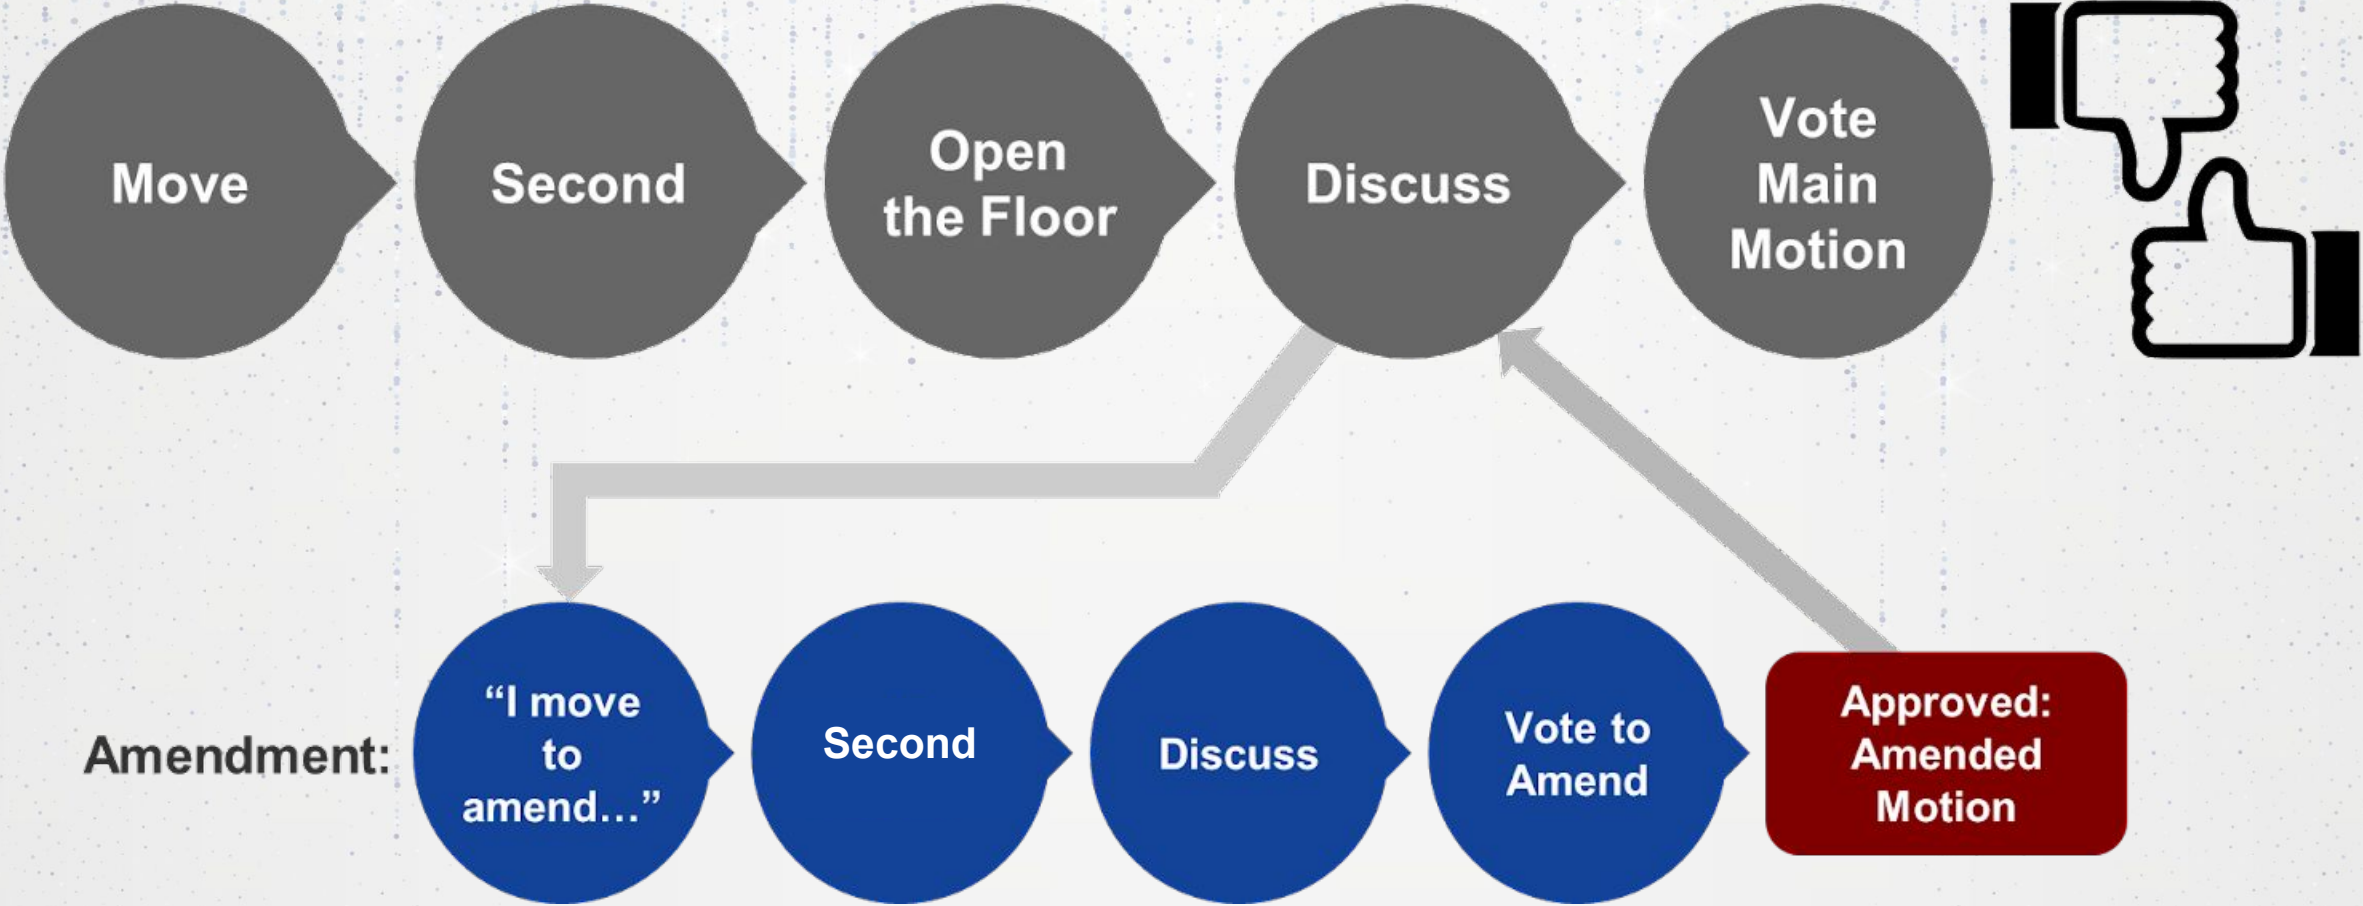 Move
Second
Open
the Floor
Discuss
Vote
Main
Motion
Amendment:
“I move
to
amend...”
Second
Discuss
Vote to
Amend
Approved:
Amended
Motion